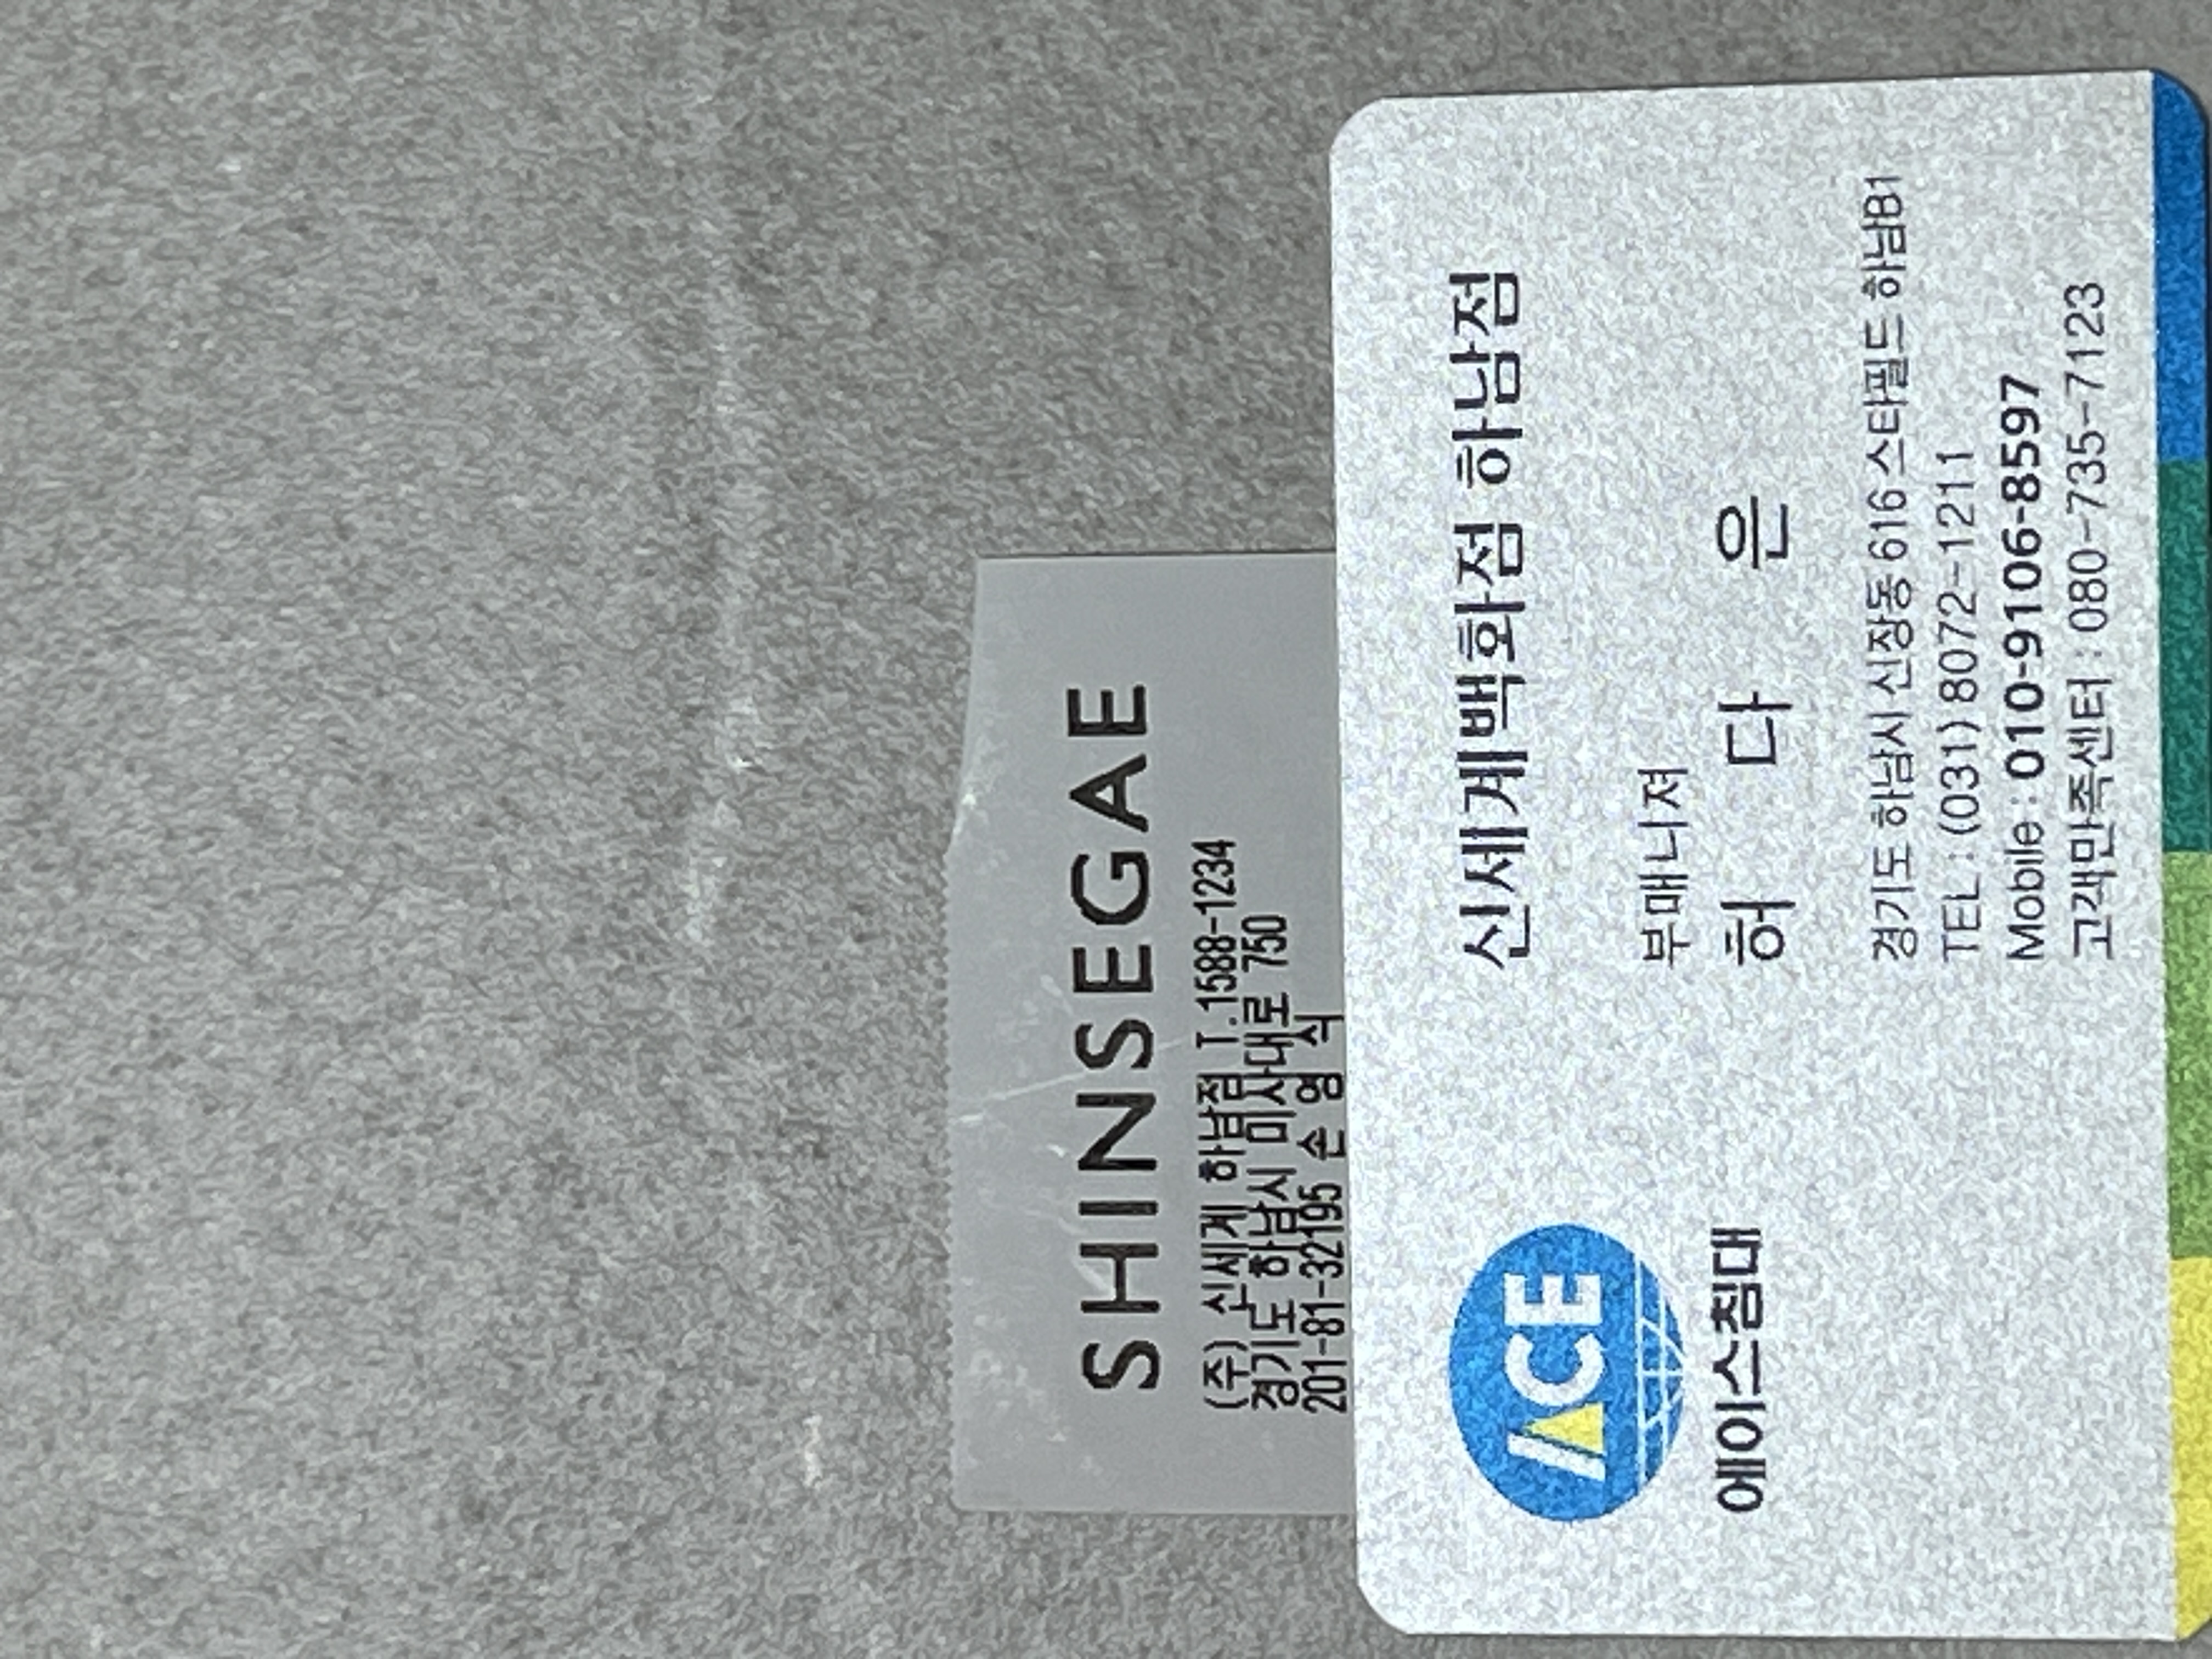 SHINSEGAE
(주) 신세계 하남점 T.1588-1234
경기도 하남시 미사대로 750
201-81-32195 손 영 식
ACE
에이스침대
신세계백화점 하남점
부매니져
허 다 은
경기도 하남시 신장동 616 스타필드 하남B1
TEL : (031) 8072-1211
Mobile : 010-9106-8597
고객만족센터 : 080-735-7123